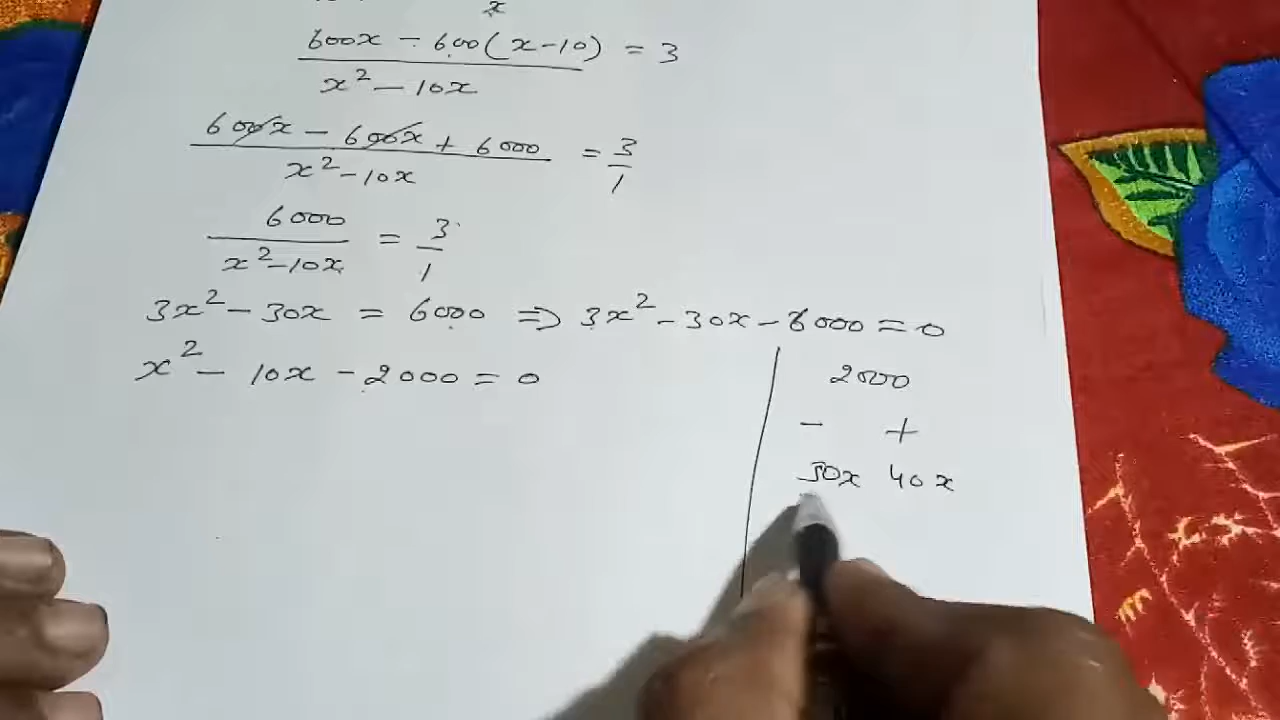 x
600x - 600(x-10) = 3
x² - 10x
600x - 600x + 6000 = 3
x² - 10x 1
6000 = 3
x² - 10x 1
3x² - 30x = 6000 ⇒ 3x² - 30x - 6000 = 0
x² - 10x - 2000 = 0
2000
- +
50x 40x